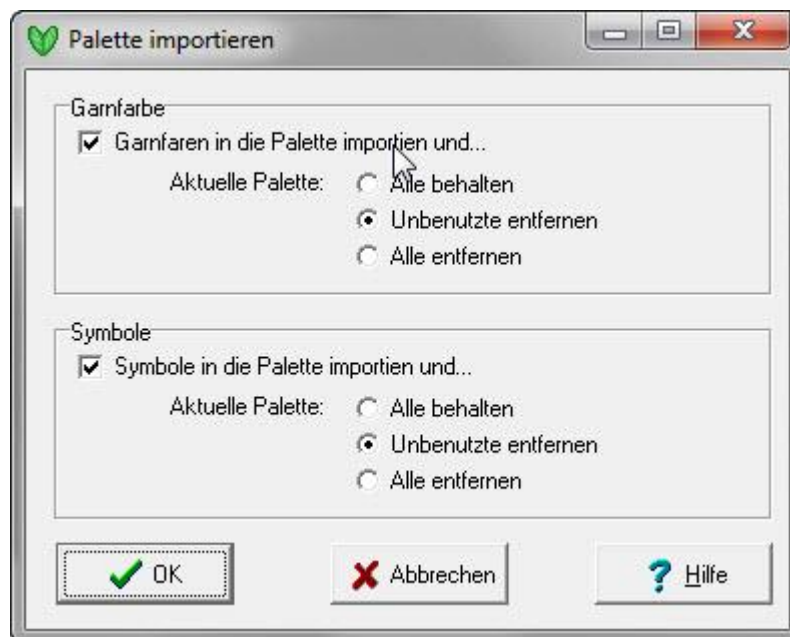 Palette importieren
Garnfarbe
Garnfaren in die Palette importien und...
Aktuelle Palette:
Alle behalten
Unbenutzte entfernen
Alle entfernen
Symbole
Symbole in die Palette importien und...
Aktuelle Palette:
Alle behalten
Unbenutzte entfernen
Alle entfernen
OK
Abbrechen
Hilfe